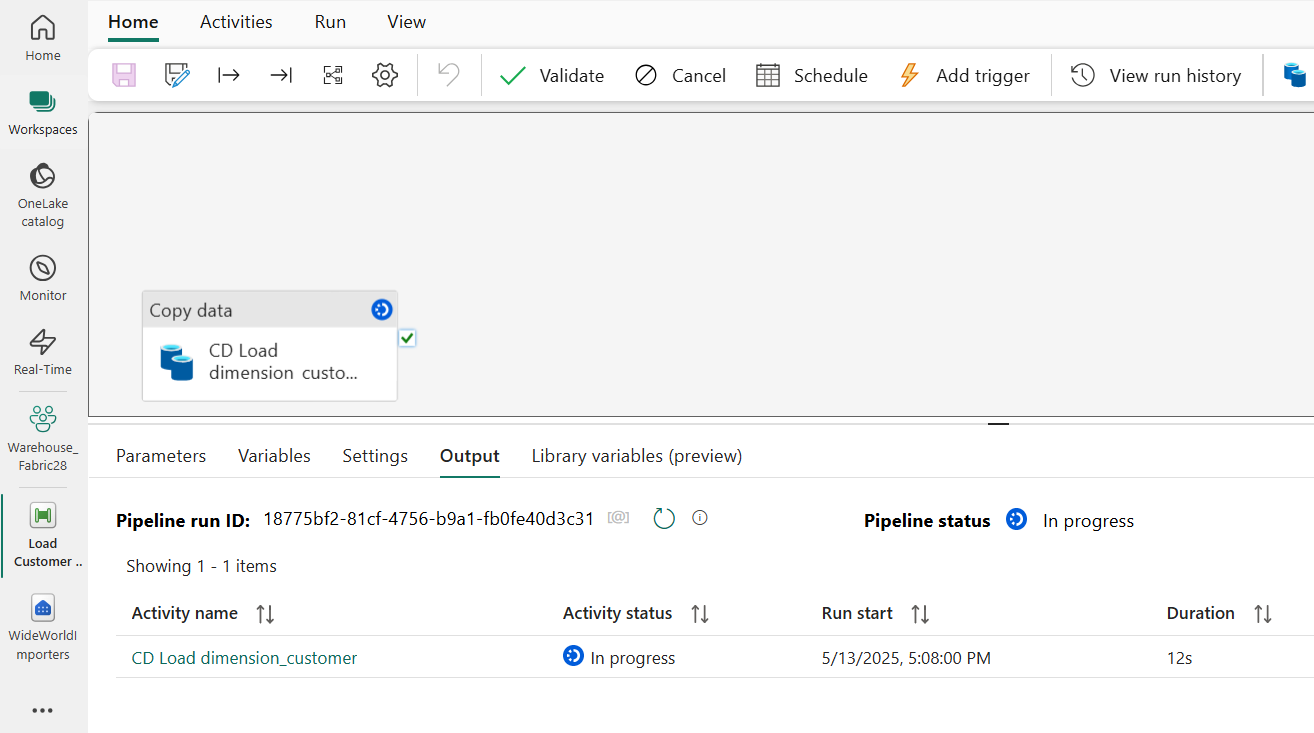 Home
Activities
Run
View
Home
Validate
Cancel
Schedule
Add trigger
View run history
Workspaces
OneLake
catalog
Monitor
Real-Time
Warehouse_
Fabric28
Load
Customer ..
WideWorldI
mporters
Copy data
CD Load
dimension_custo...
Parameters
Variables
Settings
Output
Library variables (preview)
Pipeline run ID: 18775bf2-81cf-4756-b9a1-fb0fe40d3c31 [@]
Pipeline status In progress
Showing 1 - 1 items
Activity name
Activity status
Run start
Duration
CD Load dimension_customer
In progress
5/13/2025, 5:08:00 PM
12s